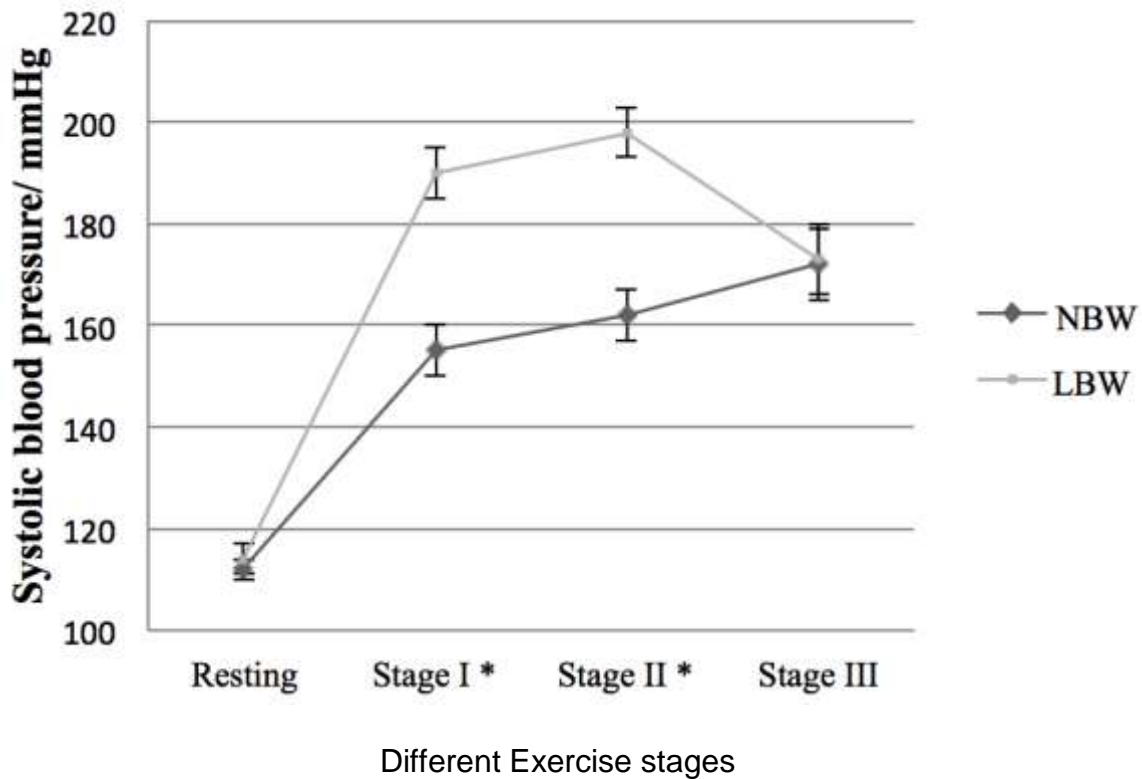 Systolic blood pressure/ mmHg
220
200
180
160
140
120
100
Resting
Stage I *
Stage II *
Stage III
NBW
LBW
Different Exercise stages